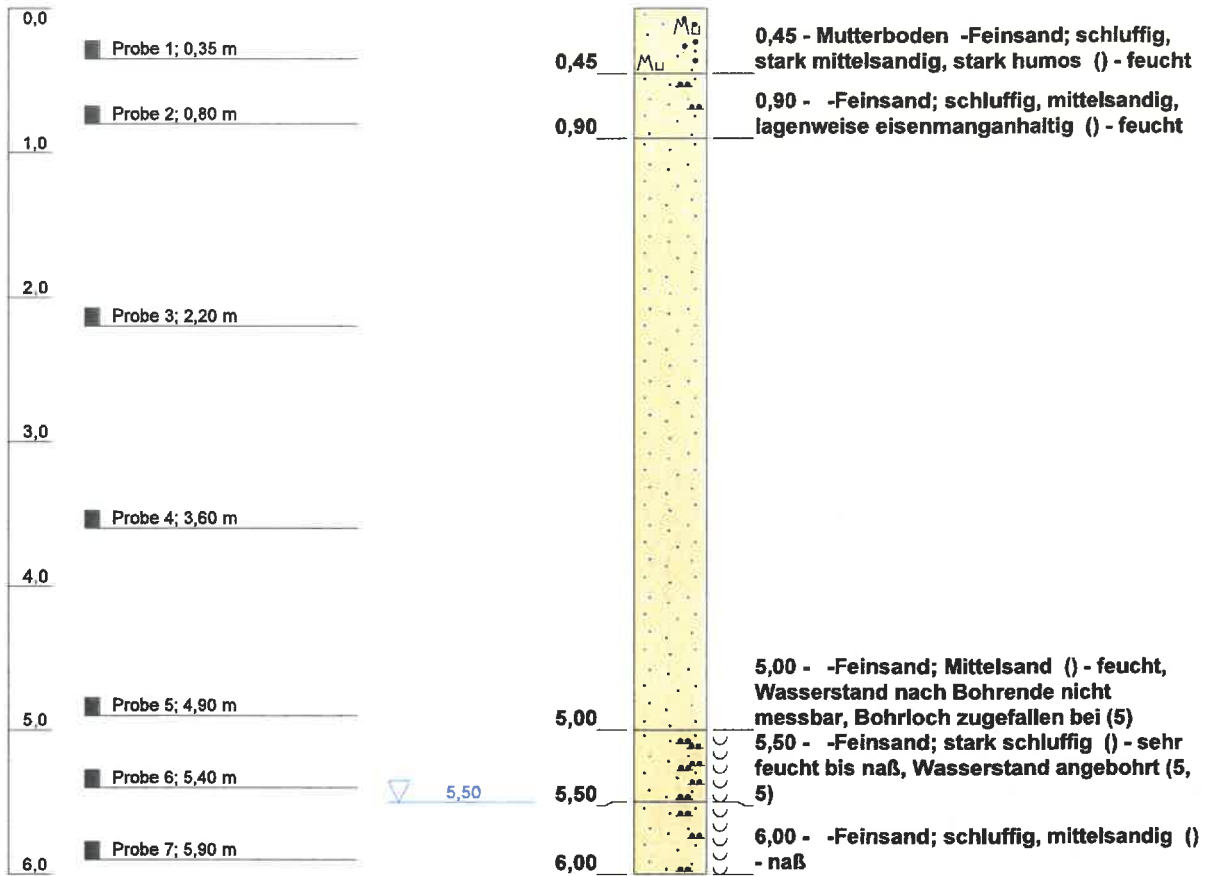 0,0
Probe 1; 0,35 m
Probe 2; 0,80 m
1,0
2,0
Probe 3; 2,20 m
3,0
Probe 4; 3,60 m
4,0
Probe 5; 4,90 m
5,0
Probe 6; 5,40 m
5,50
Probe 7; 5,90 m
6,0
Mu
Mu
0,45
0,90
5,00
5,50
6,00
0,45 - Mutterboden -Feinsand; schluffig,
stark mittelsandig, stark humos () - feucht
0,90 - -Feinsand; schluffig, mittelsandig,
lagenweise eisenmanganhaltig () - feucht
5,00 - -Feinsand; Mittelsand () - feucht,
Wasserstand nach Bohrende nicht
messbar, Bohrloch zugefallen bei (5)
5,50 - -Feinsand; stark schluffig () - sehr
feucht bis naß, Wasserstand angebohrt (5,
5)
6,00 - -Feinsand; schluffig, mittelsandig ()
- naß